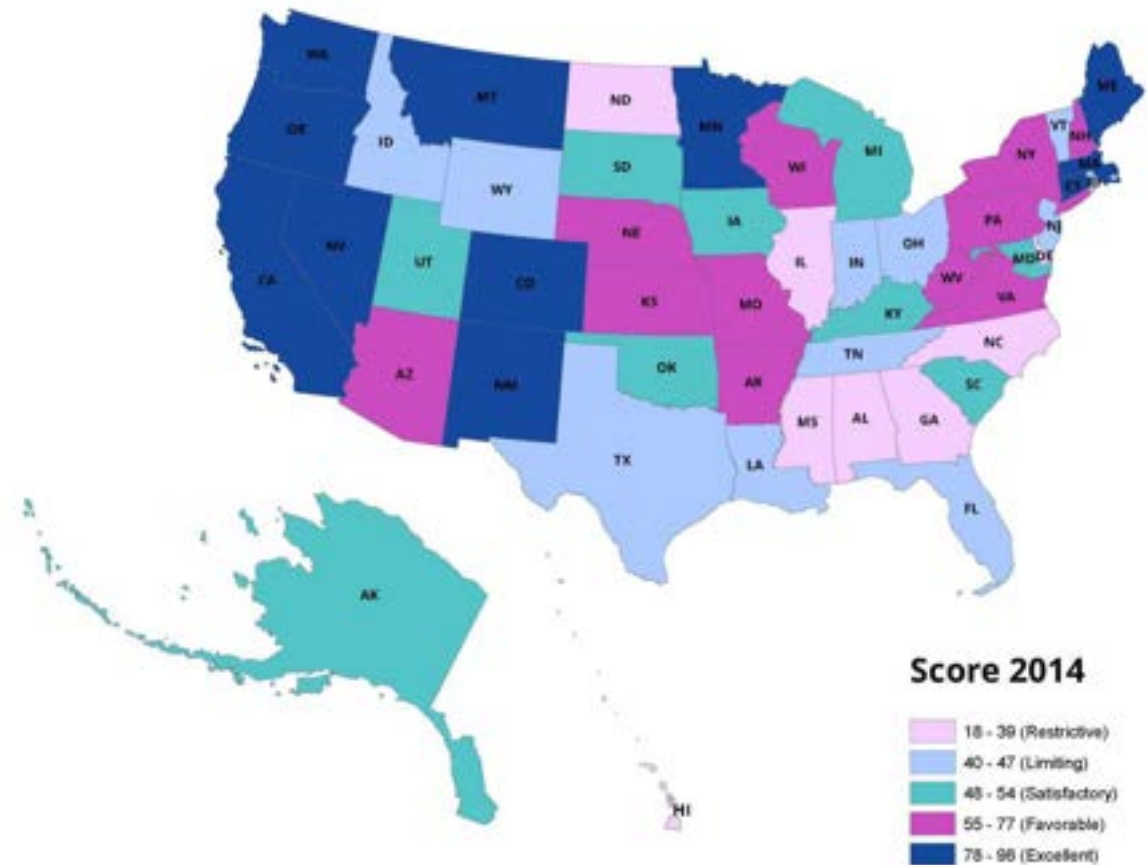 WA
MT
ND
MN
ME
OR
ID
SD
WI
MI
VT
NH
NY
MA
CT
WY
IA
NE
PA
NJ
NV
UT
CO
IL
IN
OH
MD
DE
CA
KS
MO
KY
WV
VA
AZ
NM
OK
AR
TN
NC
SC
MS
AL
GA
TX
LA
FL
AK
HI
Score 2014
18 - 39 (Restrictive)
40 - 47 (Limiting)
48 - 54 (Satisfactory)
55 - 77 (Favorable)
78 - 98 (Excellent)